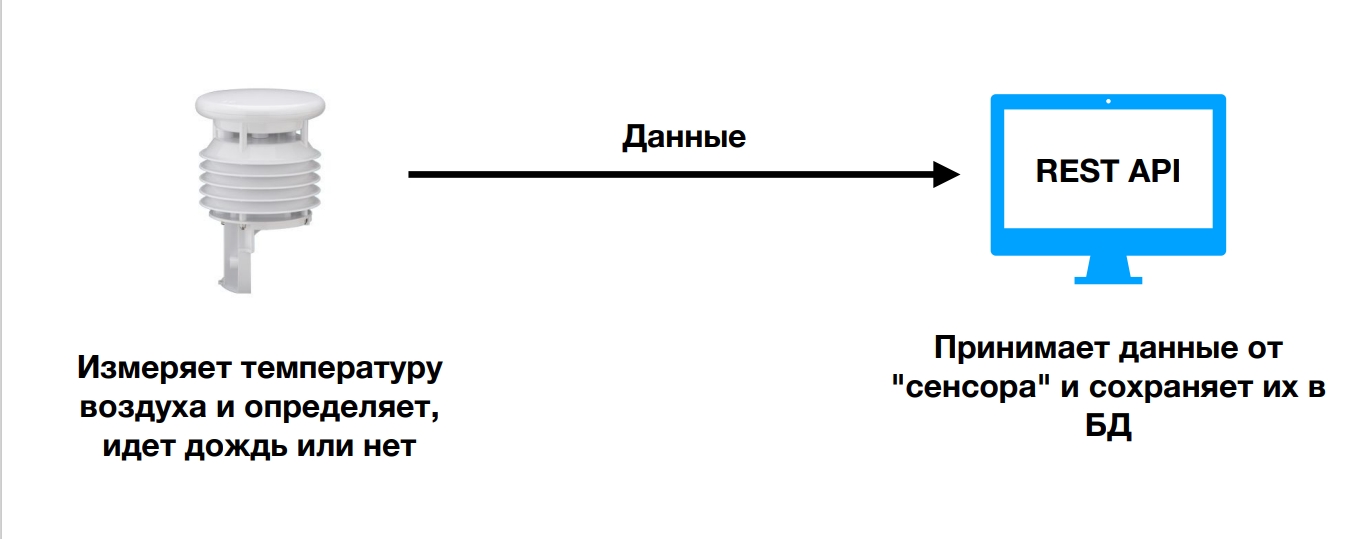 Данные
REST API
Измеряет температуру
воздуха и определяет,
идет дождь или нет
Принимает данные от
"сенсора" и сохраняет их в
БД